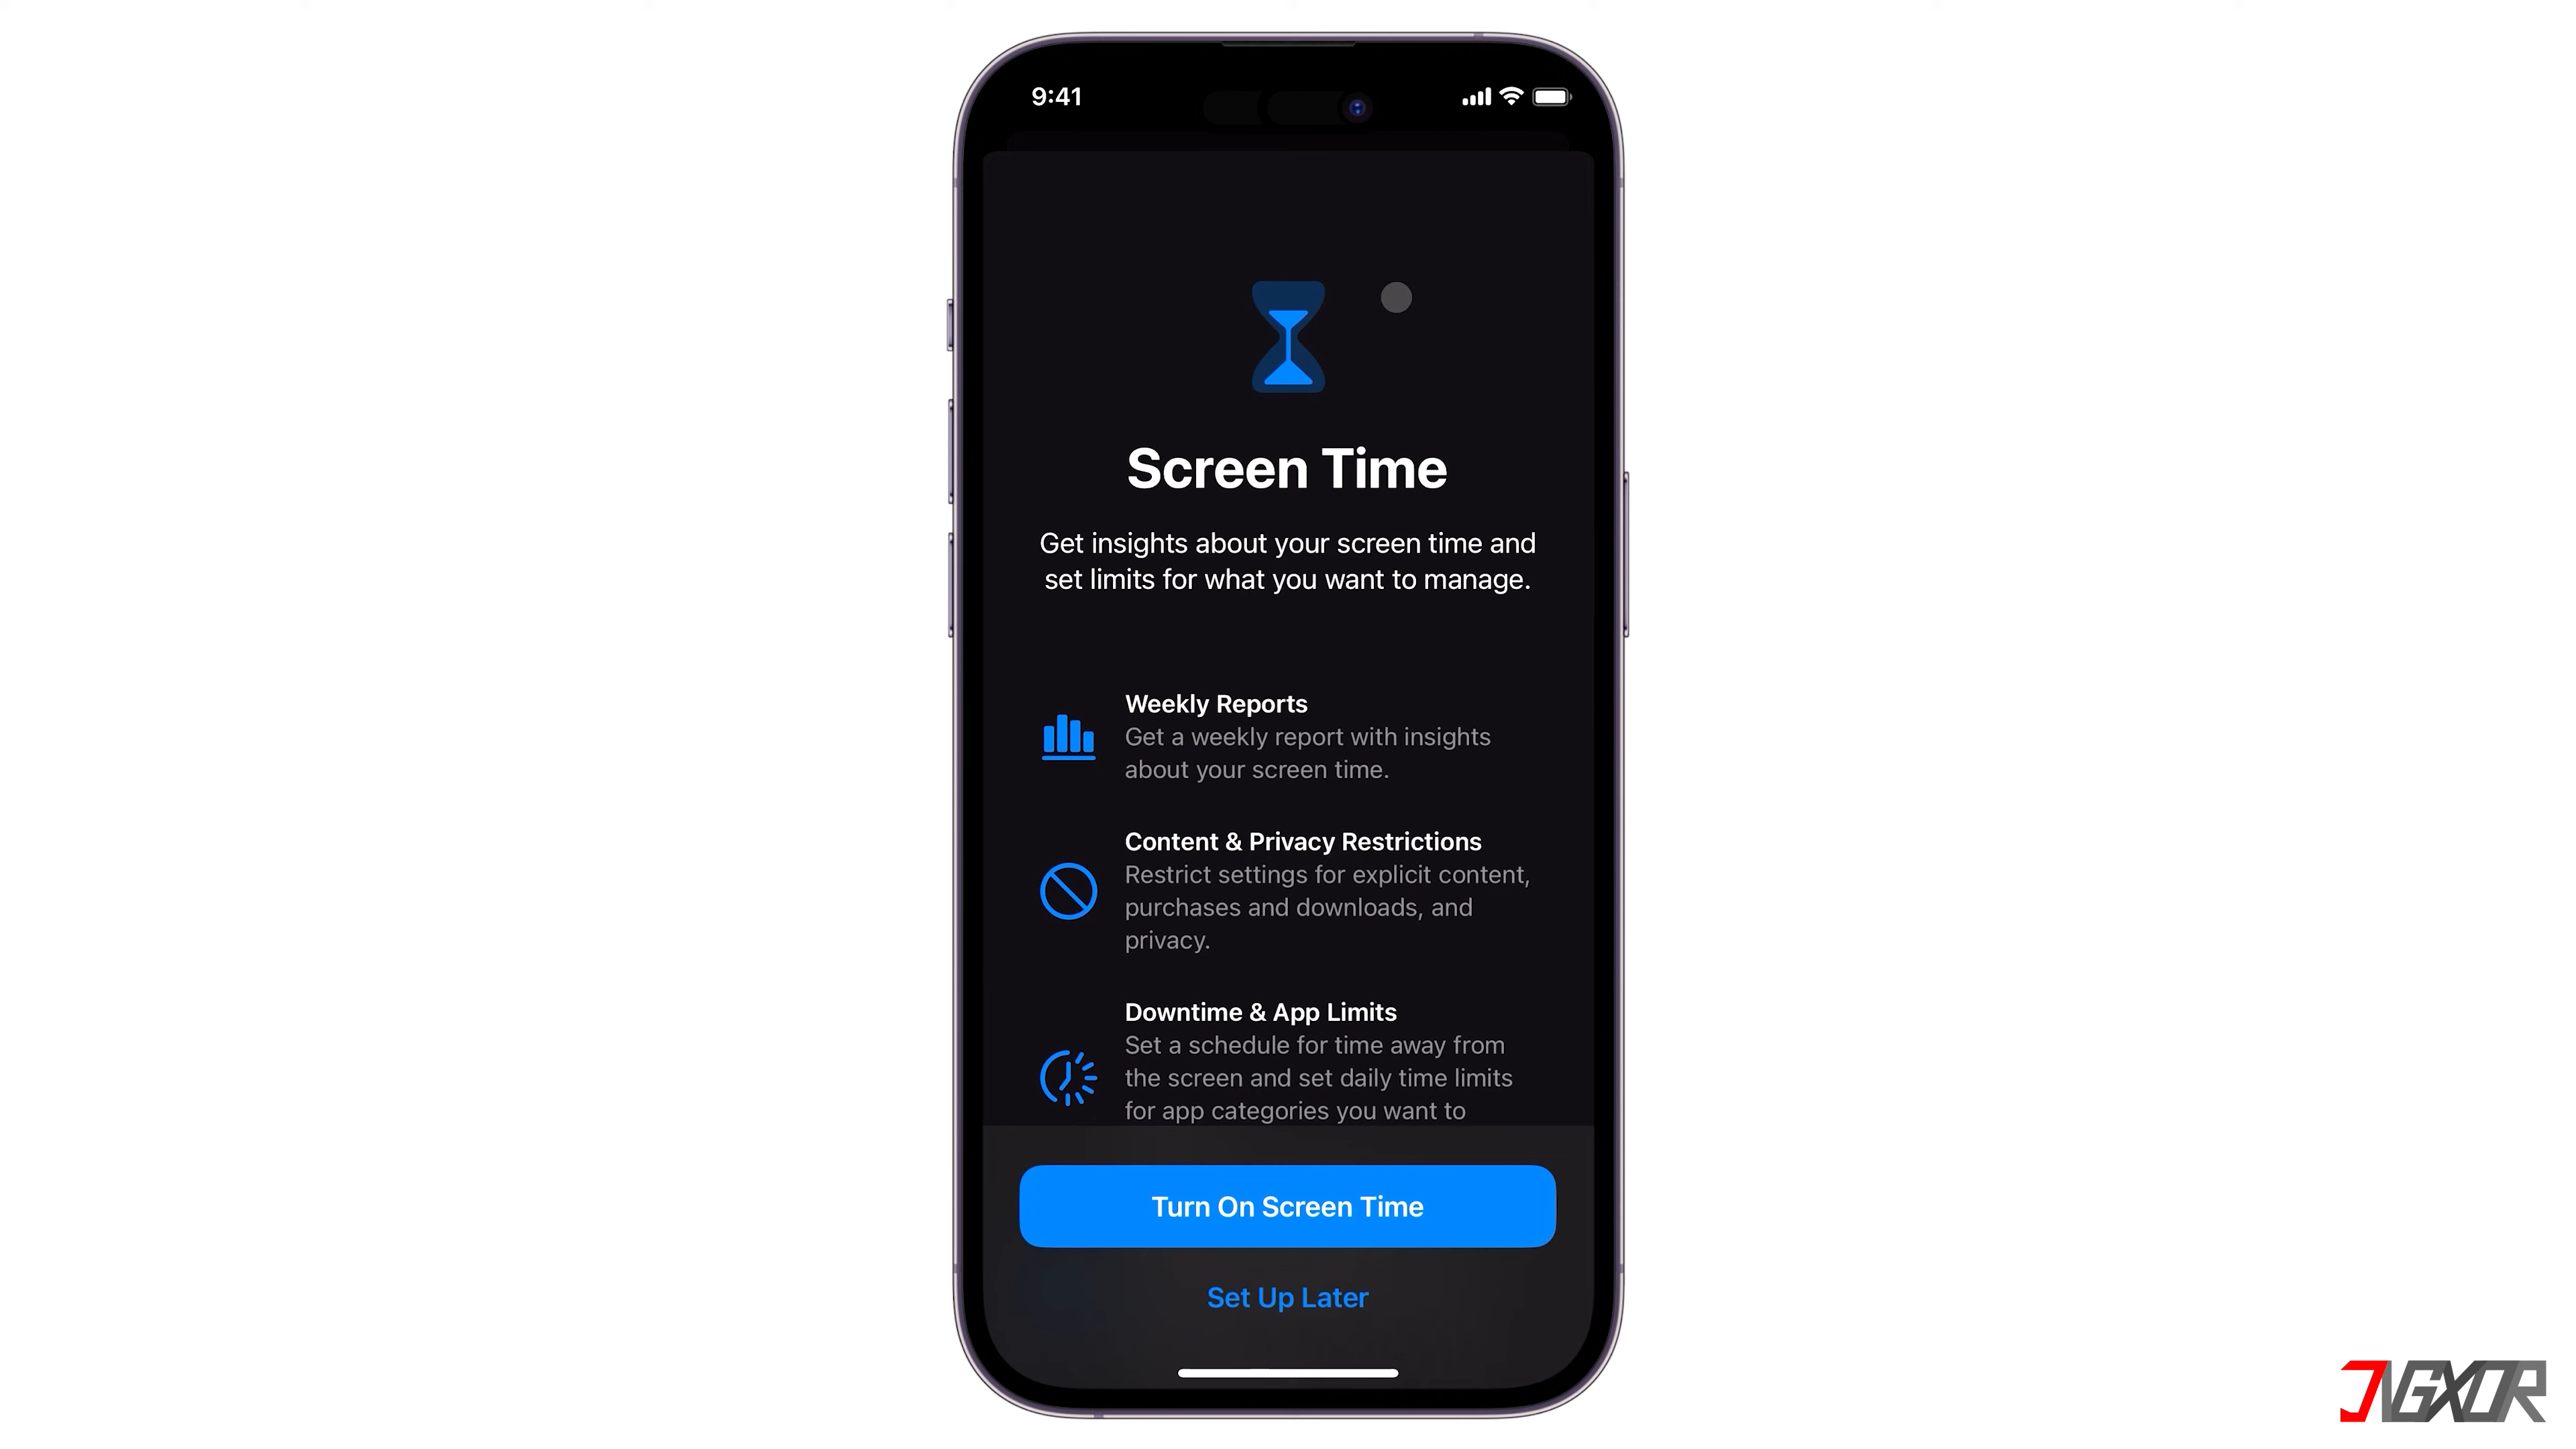 9:41
Screen Time
Get insights about your screen time and
set limits for what you want to manage.
Weekly Reports
Get a weekly report with insights
about your screen time.
Content & Privacy Restrictions
Restrict settings for explicit content,
purchases and downloads, and
privacy.
Downtime & App Limits
Set a schedule for time away from
the screen and set daily time limits
for app categories you want to
Turn On Screen Time
Set Up Later
JNGXOR